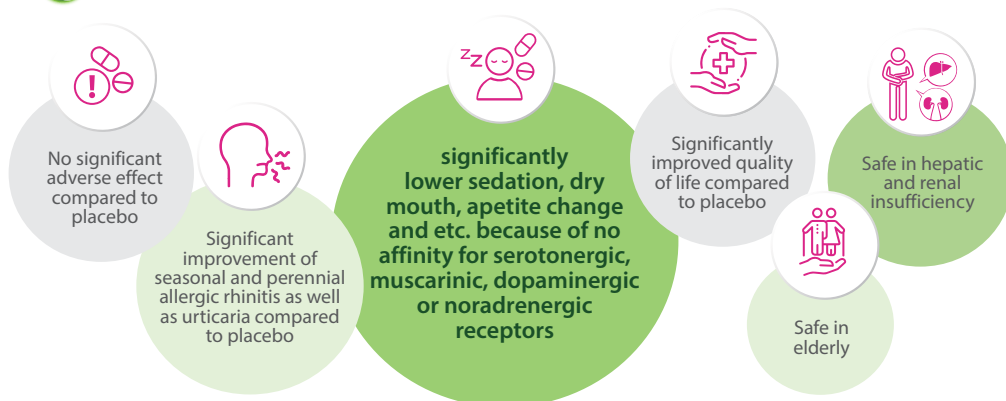 No significant
adverse effect
compared to
placebo
Significant
improvement of
seasonal and perennial
allergic rhinitis as well
as urticaria compared
to placebo
zzZ
significantly
lower sedation, dry
mouth, apetite change
and etc. because of no
affinity for serotonergic,
muscarinic, dopaminergic
or noradrenergic
receptors
Significantly
improved quality
of life compared
to placebo
Safe in
elderly
Safe in hepatic
and renal
insufficiency